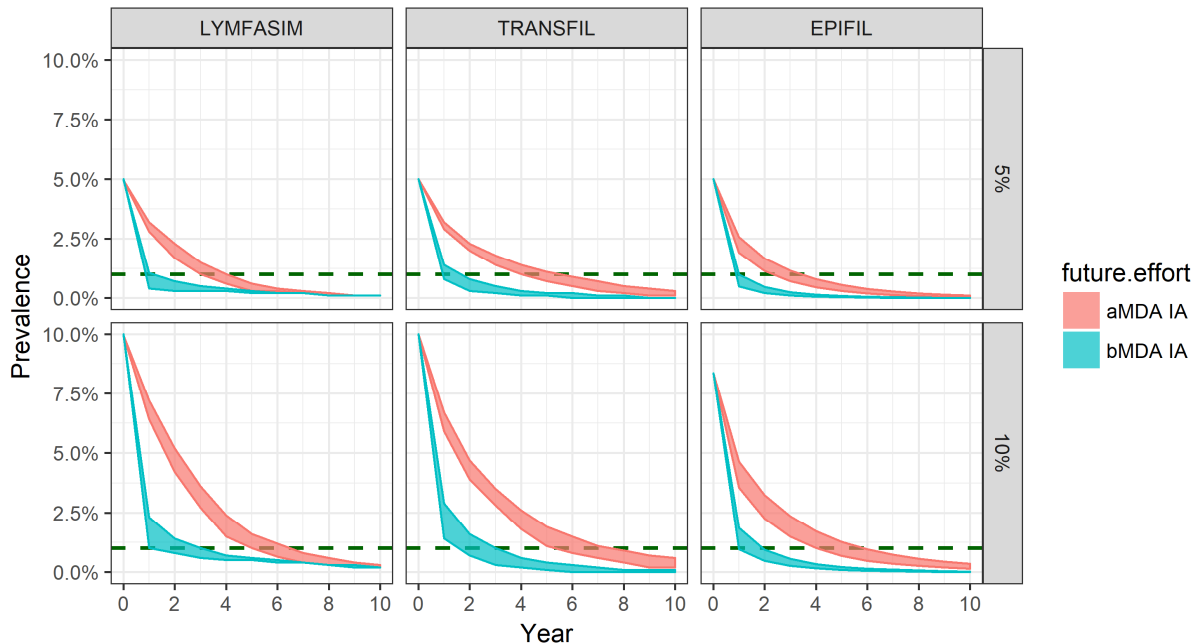 LYMFASIM TRANSFIL EPIFIL
10.0%
7.5%
5.0%
2.5%
0.0%
5%
10.0%
7.5%
5.0%
2.5%
0.0%
10%
Prevalence
0 2 4 6 8 10 0 2 4 6 8 10 0 2 4 6 8 10
Year
future.effort
aMDA IA
bMDA IA